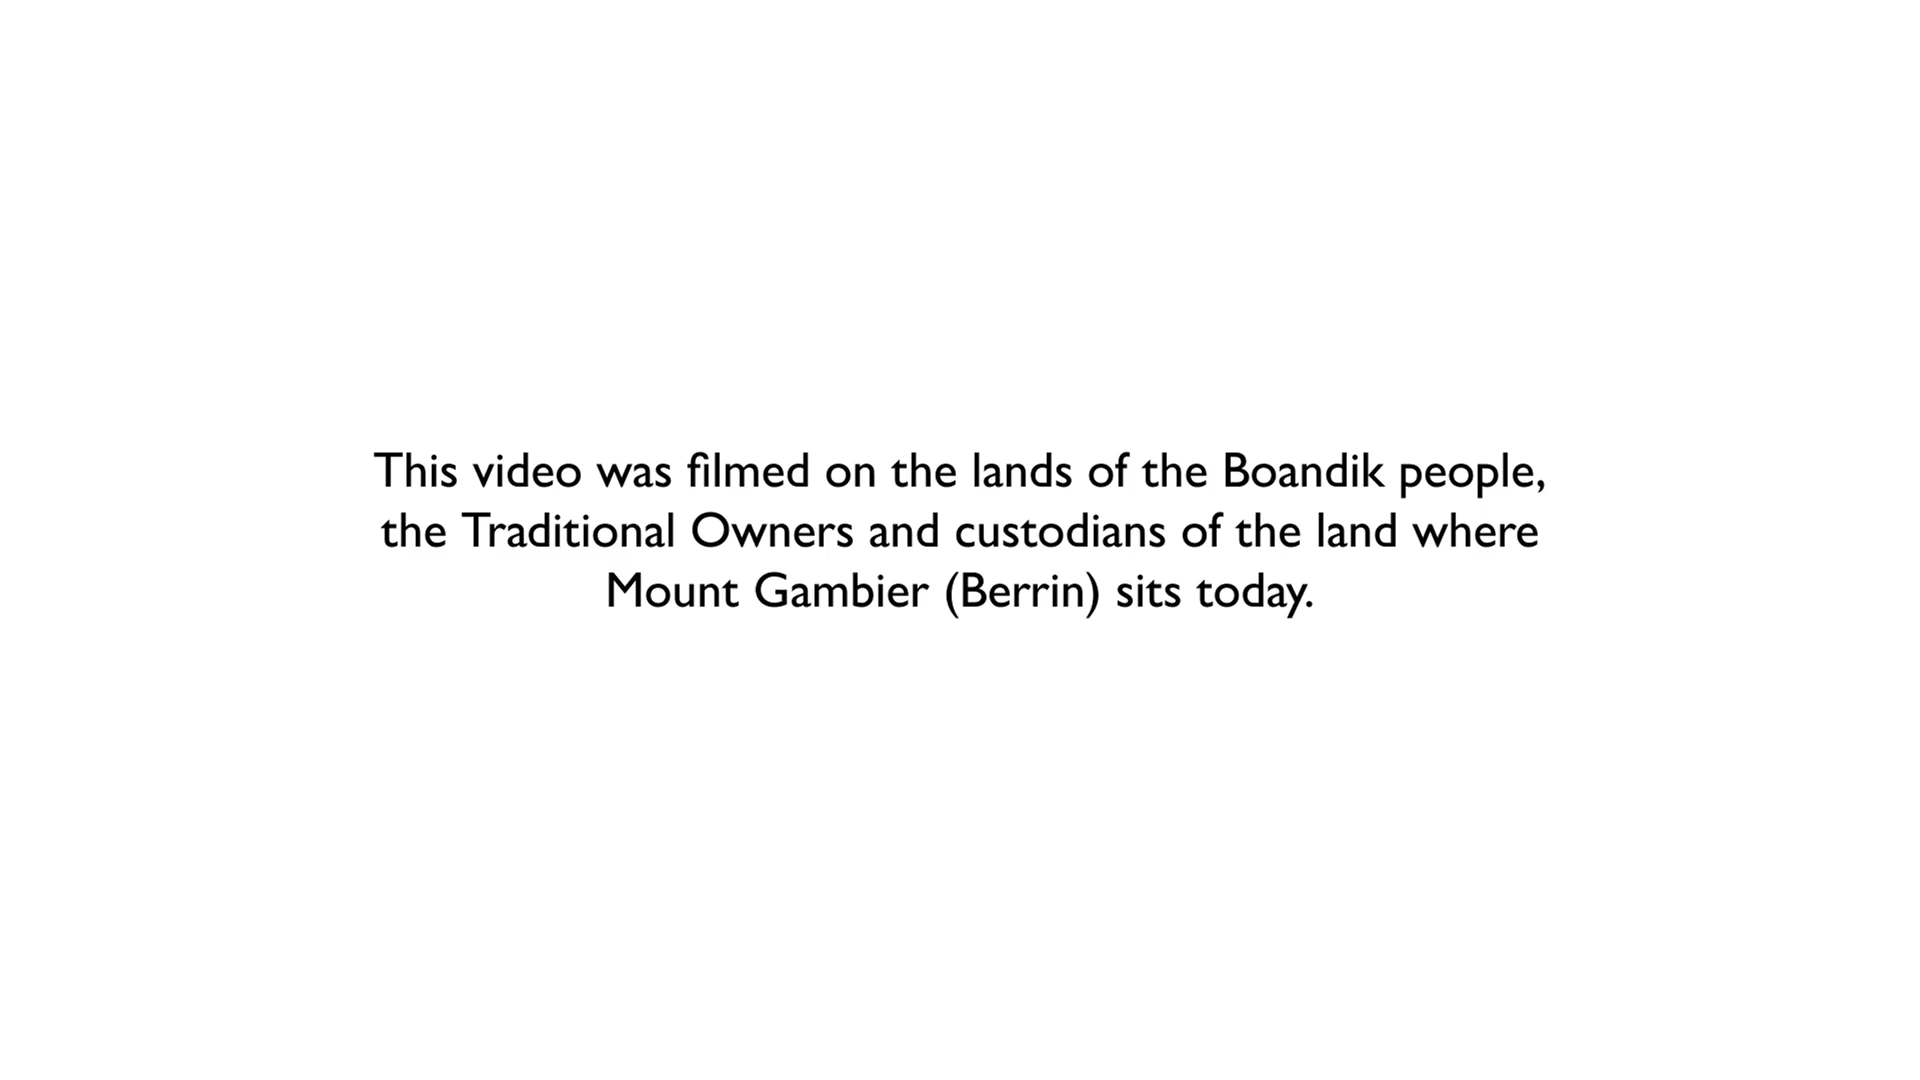 This video was filmed on the lands of the Boandik people,
the Traditional Owners and custodians of the land where
Mount Gambier (Berrin) sits today.